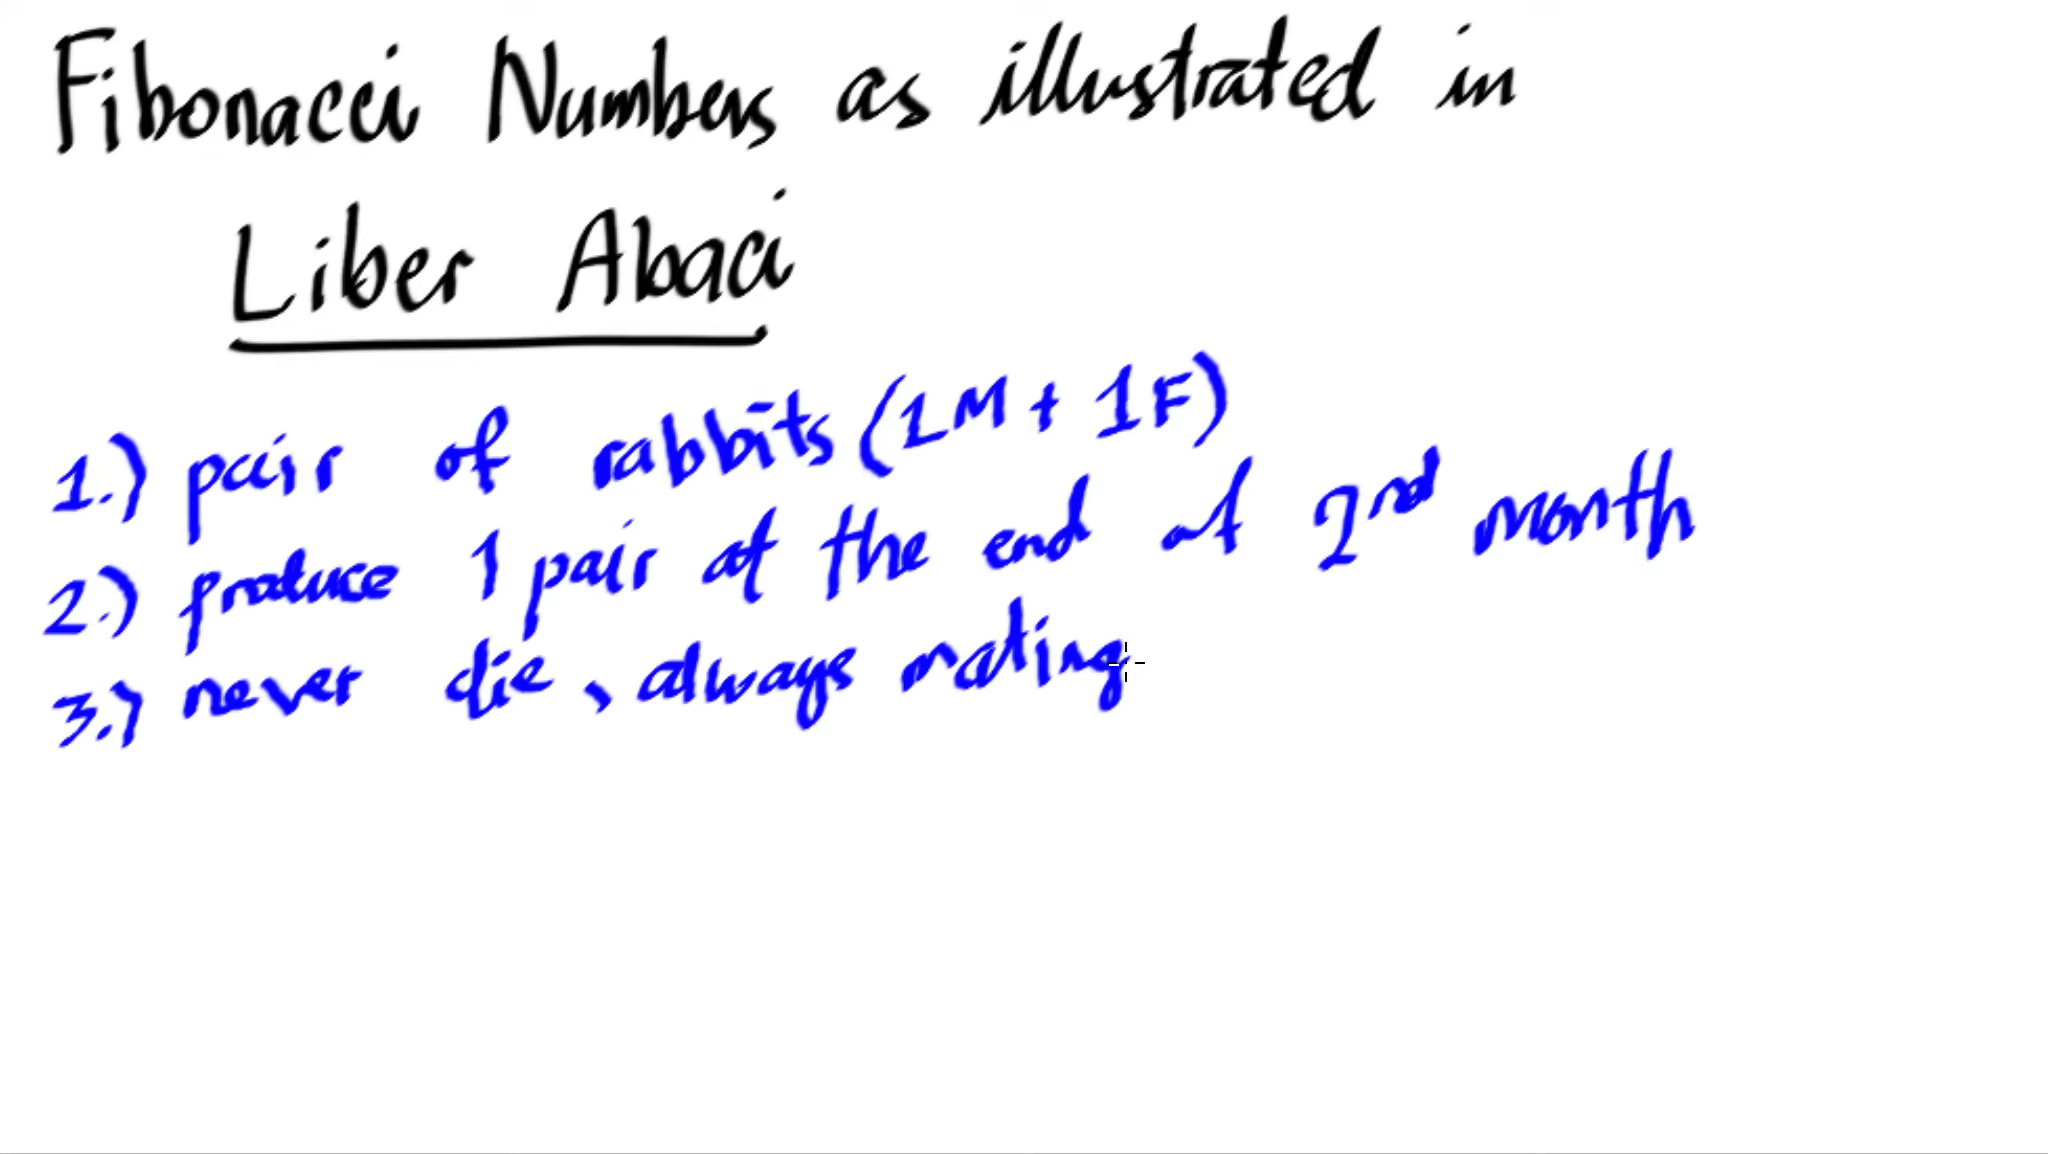 Fibonacci Numbers as illustrated in
Liber Abaci
1.) pair of rabbits (1M + 1F)
2.) produce 1 pair at the end of 2nd month
3.) never die, always mating